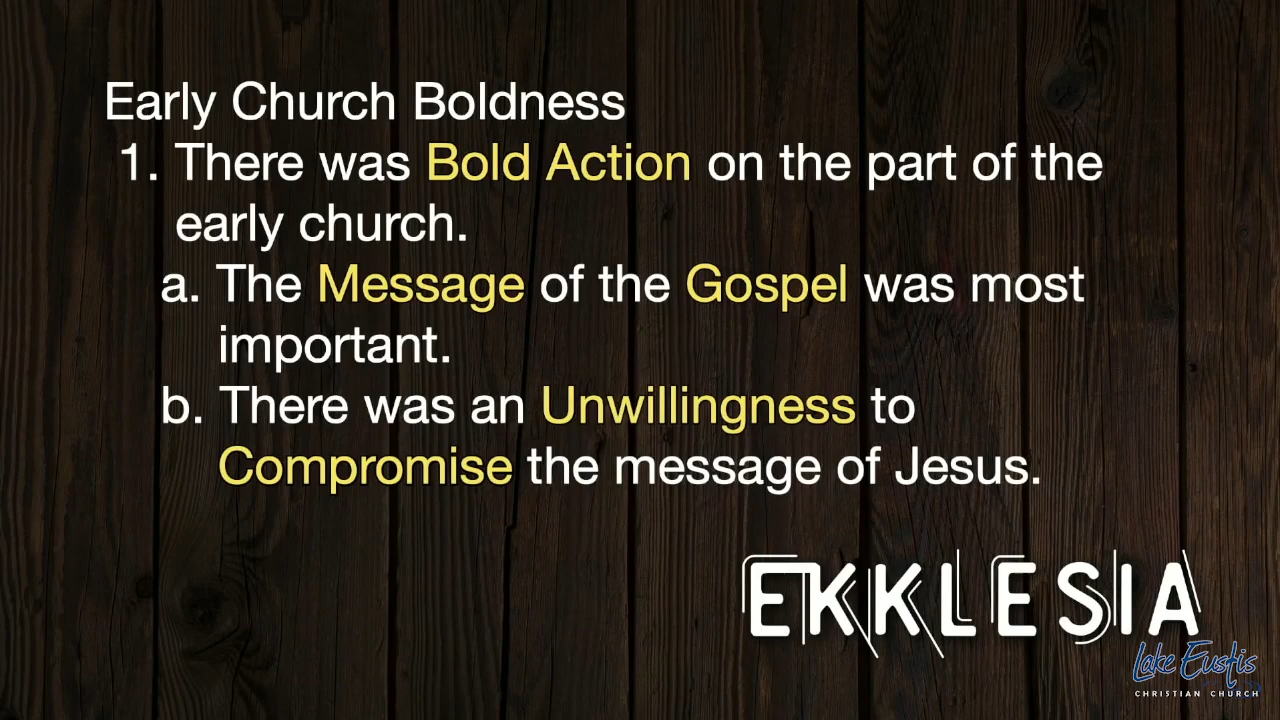 Early Church Boldness
1. There was Bold Action on the part of the
early church.
a. The Message of the Gospel was most
important.
b. There was an Unwillingness to
Compromise the message of Jesus.
EKKLESIA
Lake Eustis
CHRISTIAN CHURCH